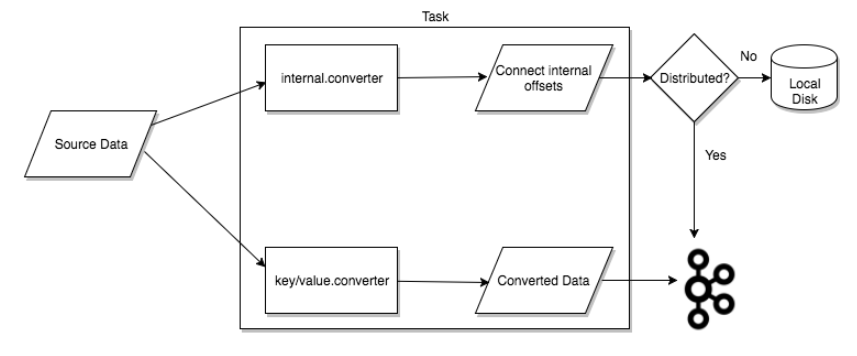 Task
internal.converter
Connect internal
offsets
Distributed?
No
Local
Disk
Source Data
Yes
key/value.converter
Converted Data